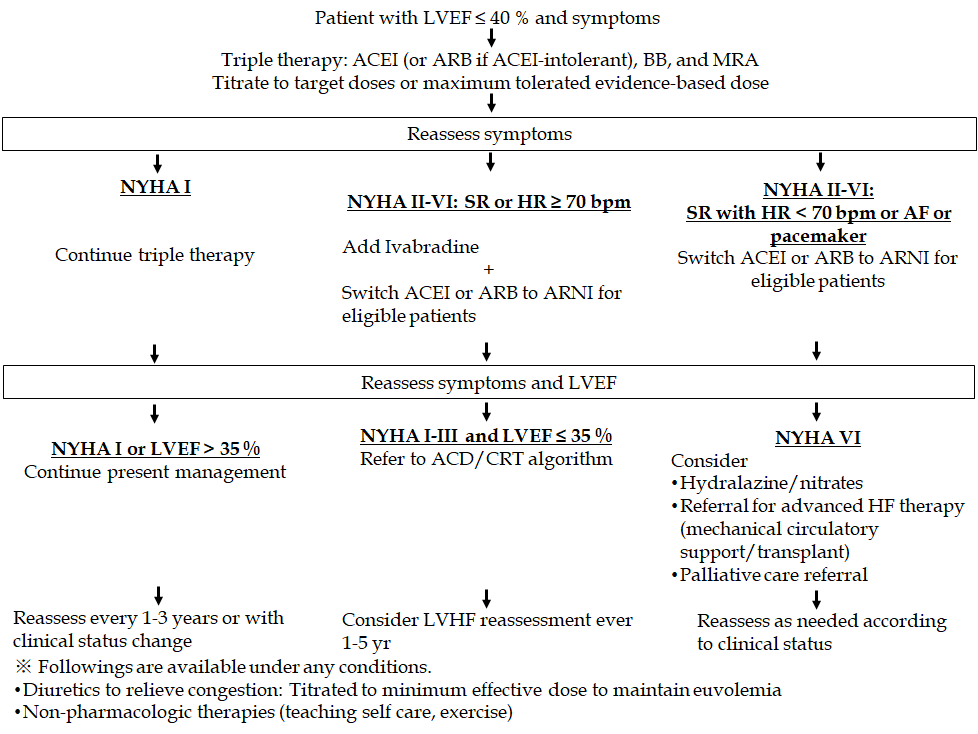 Patient with LVEF ≤ 40 % and symptoms
Triple therapy: ACEI (or ARB if ACEI-intolerant), BB, and MRA
Titrate to target doses or maximum tolerated evidence-based dose
Reassess symptoms
NYHA I
Continue triple therapy
NYHA II-VI: SR or HR ≥ 70 bpm
Add Ivabradine
+
Switch ACEI or ARB to ARNI for
eligible patients
NYHA II-VI:
SR with HR < 70 bpm or AF or
pacemaker
Switch ACEI or ARB to ARNI for
eligible patients
Reassess symptoms and LVEF
NYHA I or LVEF > 35 %
Continue present management
NYHA I-III and LVEF ≤ 35 %
Refer to ACD/CRT algorithm
NYHA VI
Consider
•Hydralazine/nitrates
•Referral for advanced HF therapy
(mechanical circulatory
support/transplant)
•Palliative care referral
Reassess every 1-3 years or with
clinical status change
Consider LVHF reassessment ever
1-5 yr
Reassess as needed according
to clinical status
※ Followings are available under any conditions.
•Diuretics to relieve congestion: Titrated to minimum effective dose to maintain euvolemia
•Non-pharmacologic therapies (teaching self care, exercise)